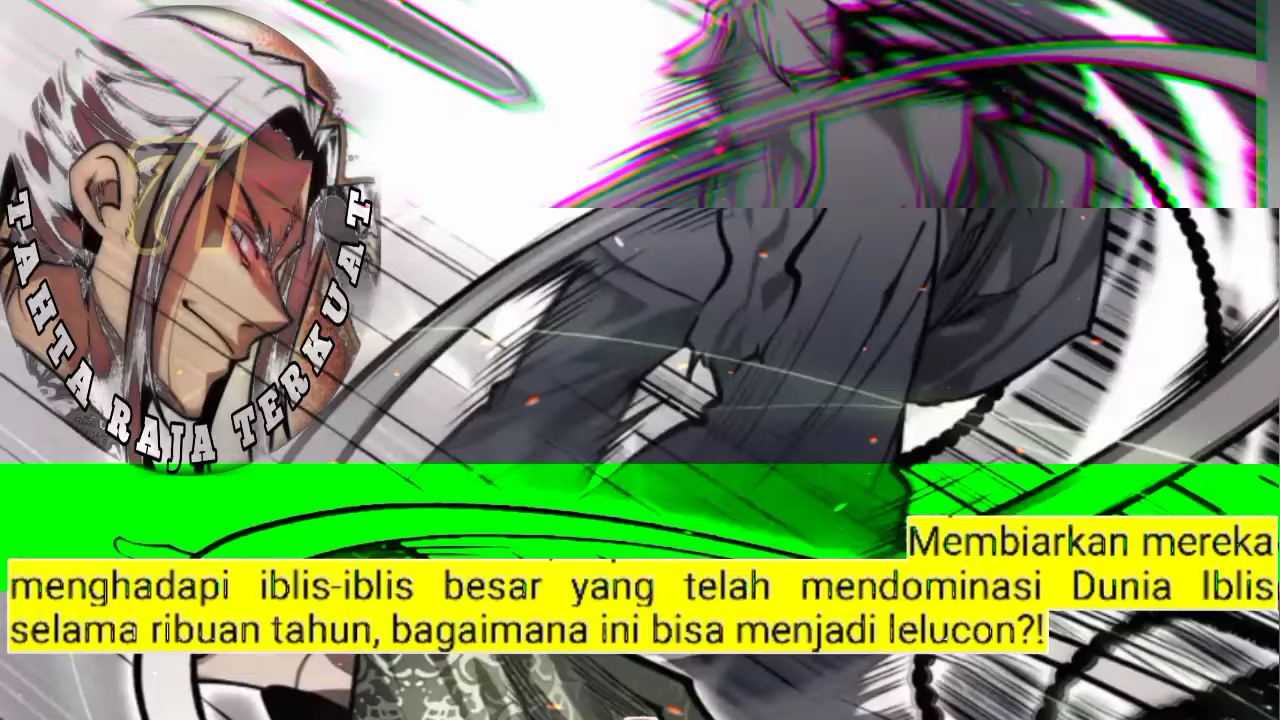 TAHTA RAJA TERKUAT
Membiarkan mereka
menghadapi iblis-iblis besar yang telah mendominasi Dunia Iblis
selama ribuan tahun, bagaimana ini bisa menjadi lelucon?!